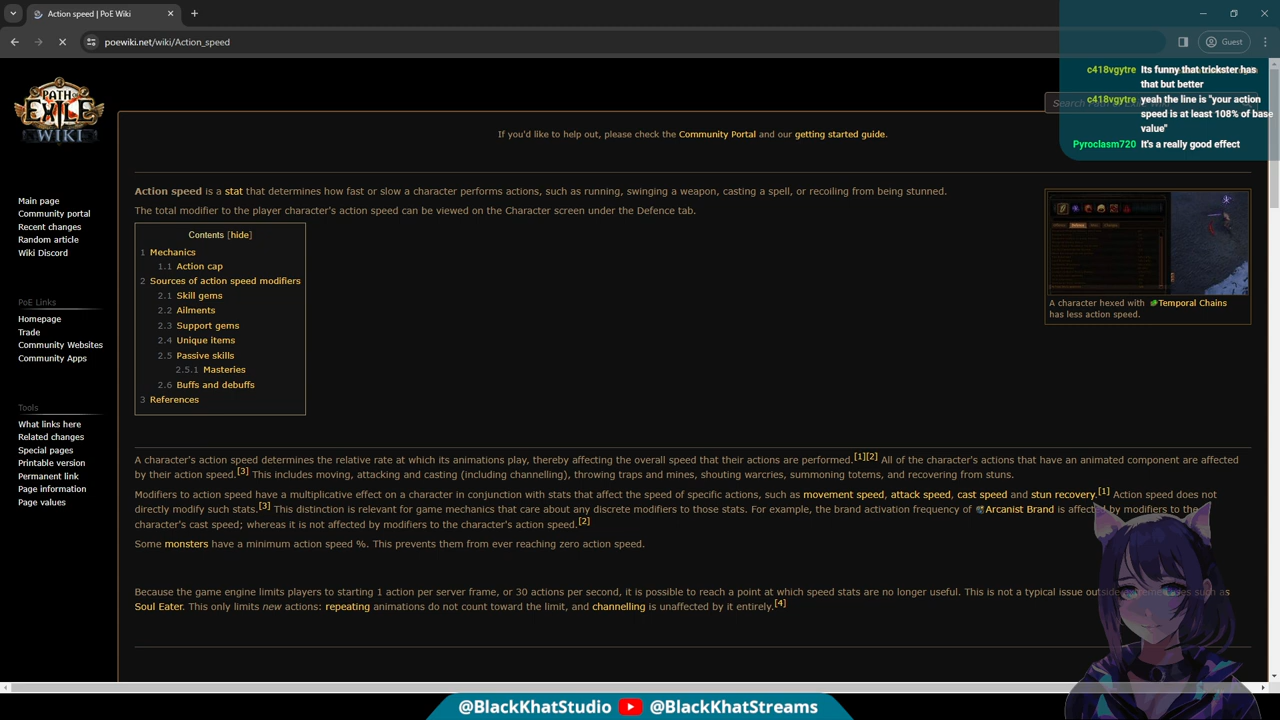 Action speed | PoE Wiki
poewiki.net/wiki/Action_speed
Guest
c418vgytre Its funny that trickster has
that but better
c418vgytre yeah the line is "your action
speed is at least 108% of base
value"
Pyroclasm720 It's a really good effect
PATH OF
EXILE
WIKI
Search
If you'd like to help out, please check the Community Portal and our getting started guide.
Main page
Community portal
Recent changes
Random article
Wiki Discord
PoE Links
Homepage
Trade
Community Websites
Community Apps
Tools
What links here
Related changes
Special pages
Printable version
Permanent link
Page information
Page values
Action speed is a stat that determines how fast or slow a character performs actions, such as running, swinging a weapon, casting a spell, or recoiling from being stunned.
The total modifier to the player character's action speed can be viewed on the Character screen under the Defence tab.
Contents [hide]
1 Mechanics
1.1 Action cap
2 Sources of action speed modifiers
2.1 Skill gems
2.2 Ailments
2.3 Support gems
2.4 Unique items
2.5 Passive skills
2.5.1 Masteries
2.6 Buffs and debuffs
3 References
A character hexed with Temporal Chains
has less action speed.
A character's action speed determines the relative rate at which its animations play, thereby affecting the overall speed that their actions are performed.[1][2] All of the character's actions that have an animated component are affected
by their action speed.[3] This includes moving, attacking and casting (including channelling), throwing traps and mines, shouting warcries, summoning totems, and recovering from stuns.
Modifiers to action speed have a multiplicative effect on a character in conjunction with stats that affect the speed of specific actions, such as movement speed, attack speed, cast speed and stun recovery.[1] Action speed does not
directly modify such stats.[3] This distinction is relevant for game mechanics that care about any discrete modifiers to those stats. For example, the brand activation frequency of Arcanist Brand is affected by modifiers to the
character's cast speed; whereas it is not affected by modifiers to the character's action speed.[2]
Some monsters have a minimum action speed %. This prevents them from ever reaching zero action speed.
Because the game engine limits players to starting 1 action per server frame, or 30 actions per second, it is possible to reach a point at which speed stats are no longer useful. This is not a typical issue as
Soul Eater. This only limits new actions: repeating animations do not count toward the limit, and channelling is unaffected by it entirely.[4]
@BlackKhatStudio @BlackKhatStreams